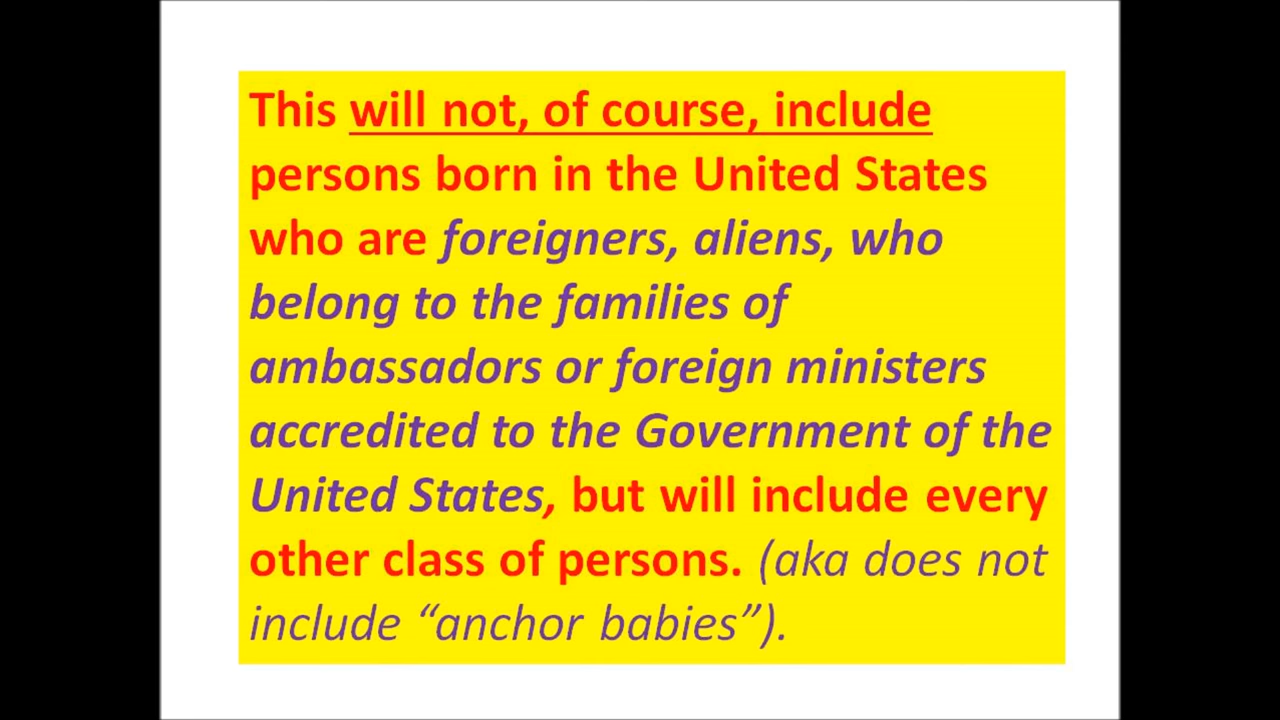 This will not, of course, include
persons born in the United States
who are foreigners, aliens, who
belong to the families of
ambassadors or foreign ministers
accredited to the Government of the
United States, but will include every
other class of persons. (aka does not
include “anchor babies”).